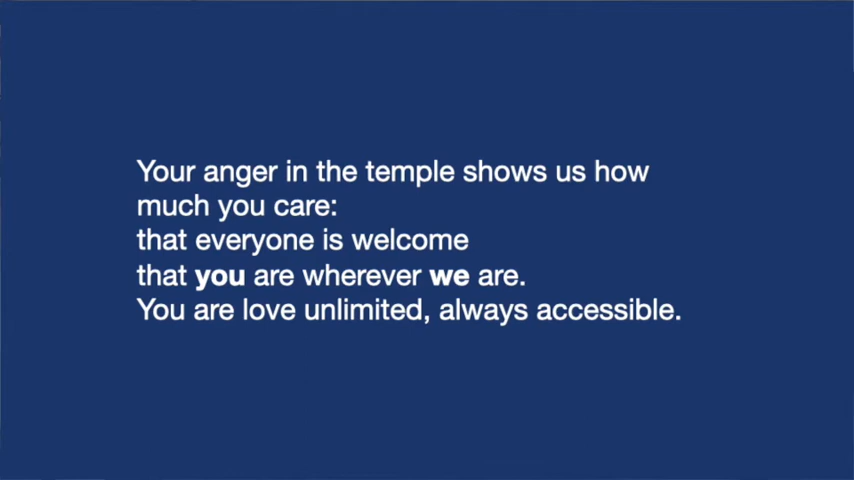 Your anger in the temple shows us how
much you care:
that everyone is welcome
that you are wherever we are.
You are love unlimited, always accessible.